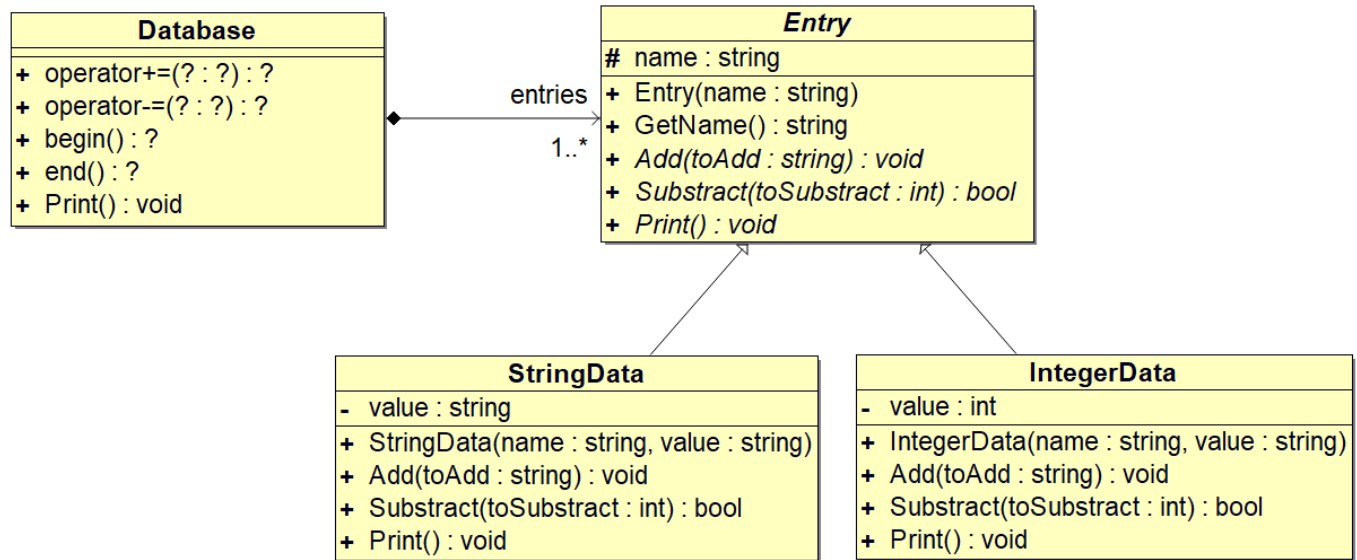 Database
+ operator+=(? : ?) : ?
+ operator-=(? : ?) : ?
+ begin() : ?
+ end() : ?
+ Print() : void
entries
1..*
Entry
# name : string
+ Entry(name : string)
+ GetName() : string
+ Add(toAdd : string) : void
+ Substract(toSubstract : int) : bool
+ Print() : void
StringData
- value : string
+ StringData(name : string, value : string)
+ Add(toAdd : string) : void
+ Substract(toSubstract : int) : bool
+ Print() : void
IntegerData
- value : int
+ IntegerData(name : string, value : string)
+ Add(toAdd : string) : void
+ Substract(toSubstract : int) : bool
+ Print() : void